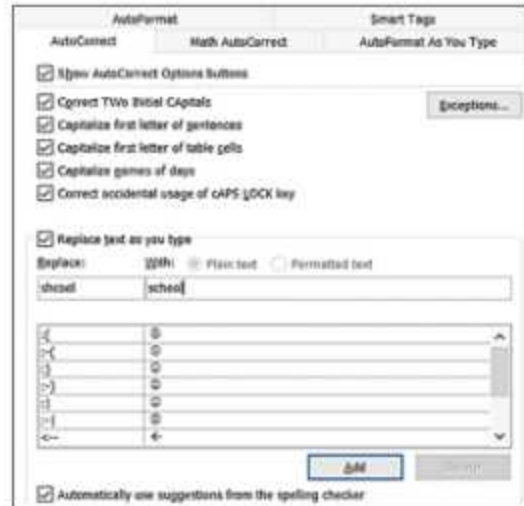 AutoFormat Smart Tags
AutoCorrect Math AutoCorrect AutoFormat As You Type
Show AutoCorrect Options buttons
Correct TWo INitial CApitals
Exceptions...
Capitalize first letter of sentences
Capitalize first letter of table cells
Capitalize names of days
Correct accidental usage of cAPS LOCK key
Replace text as you type
Replace: With: Plain text Formatted text
school
:(
:-(
:)
:-)
:|
:-|
<-- ←
Add
Automatically use suggestions from the spelling checker